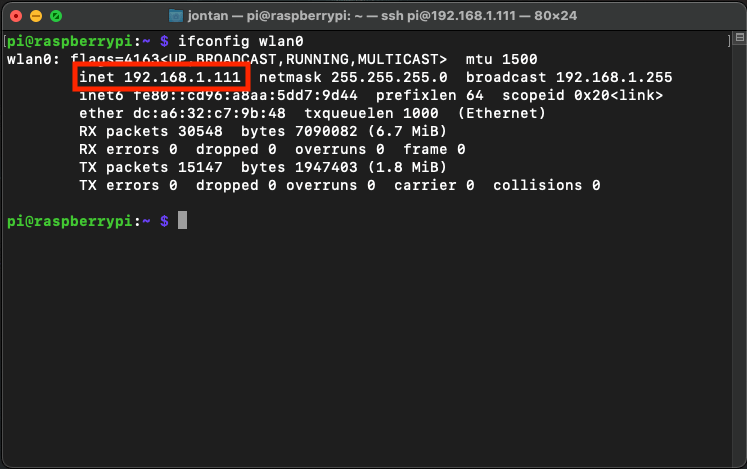 jontan — pi@raspberrypi: ~ — ssh pi@192.168.1.111 — 80×24
[pi@raspberrypi:~ $ ifconfig wlan0 ]
wlan0: flags=4163<UP,BROADCAST,RUNNING,MULTICAST>  mtu 1500
        inet 192.168.1.111  netmask 255.255.255.0  broadcast 192.168.1.255
        inet6 fe80::cd96:a8aa:5dd7:9d44  prefixlen 64  scopeid 0x20<link>
        ether dc:a6:32:c7:9b:48  txqueuelen 1000  (Ethernet)
        RX packets 30548  bytes 7090082 (6.7 MiB)
        RX errors 0  dropped 0  overruns 0  frame 0
        TX packets 15147  bytes 1947403 (1.8 MiB)
        TX errors 0  dropped 0 overruns 0  carrier 0  collisions 0
pi@raspberrypi:~ $